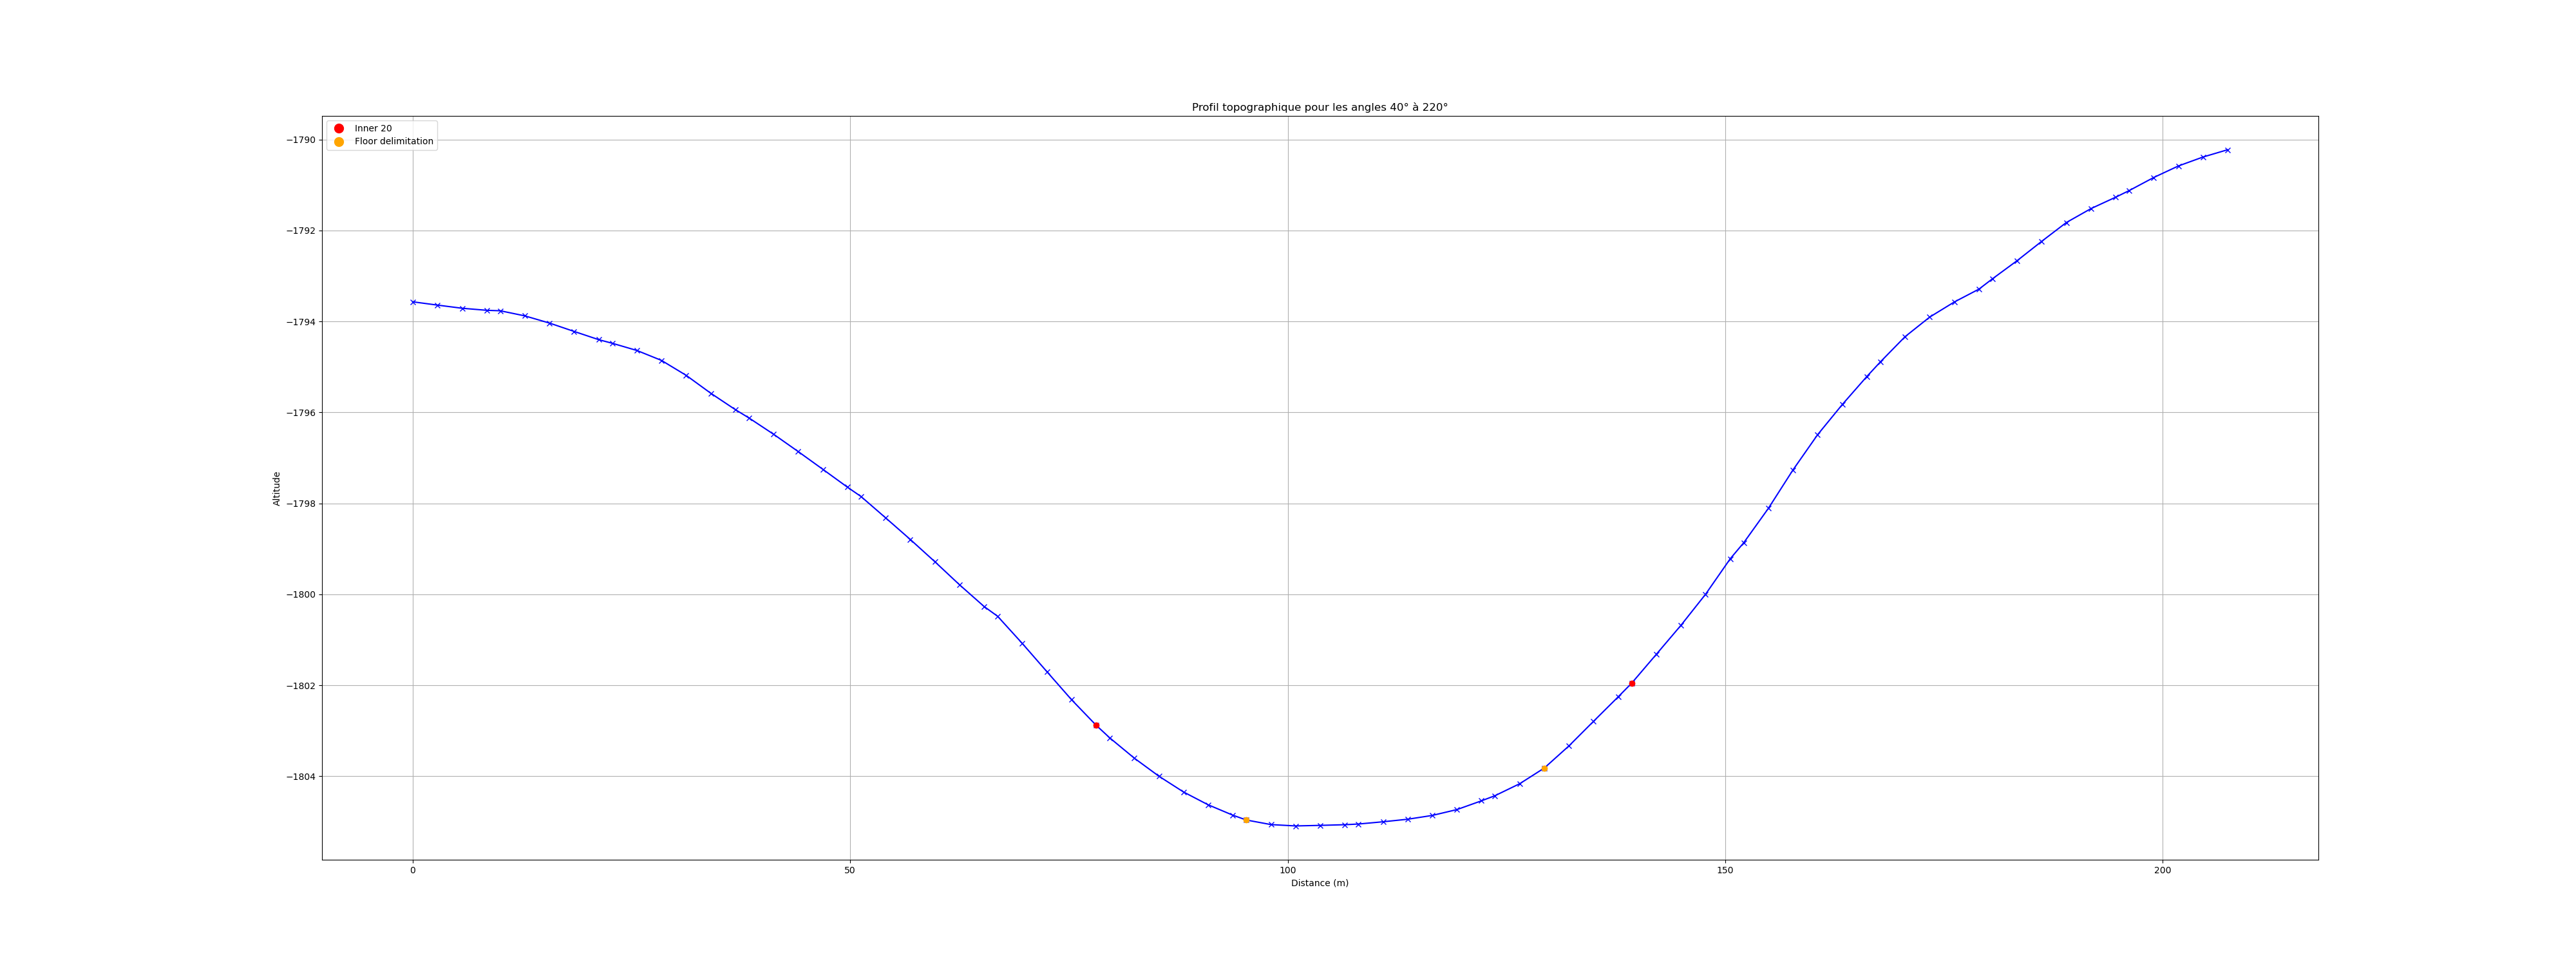 Profil topographique pour les angles 40° à 220°
Inner 20
Floor delimitation
−1790
−1792
−1794
−1796
−1798
−1800
−1802
−1804
Altitude
0 50 100 150 200
Distance (m)